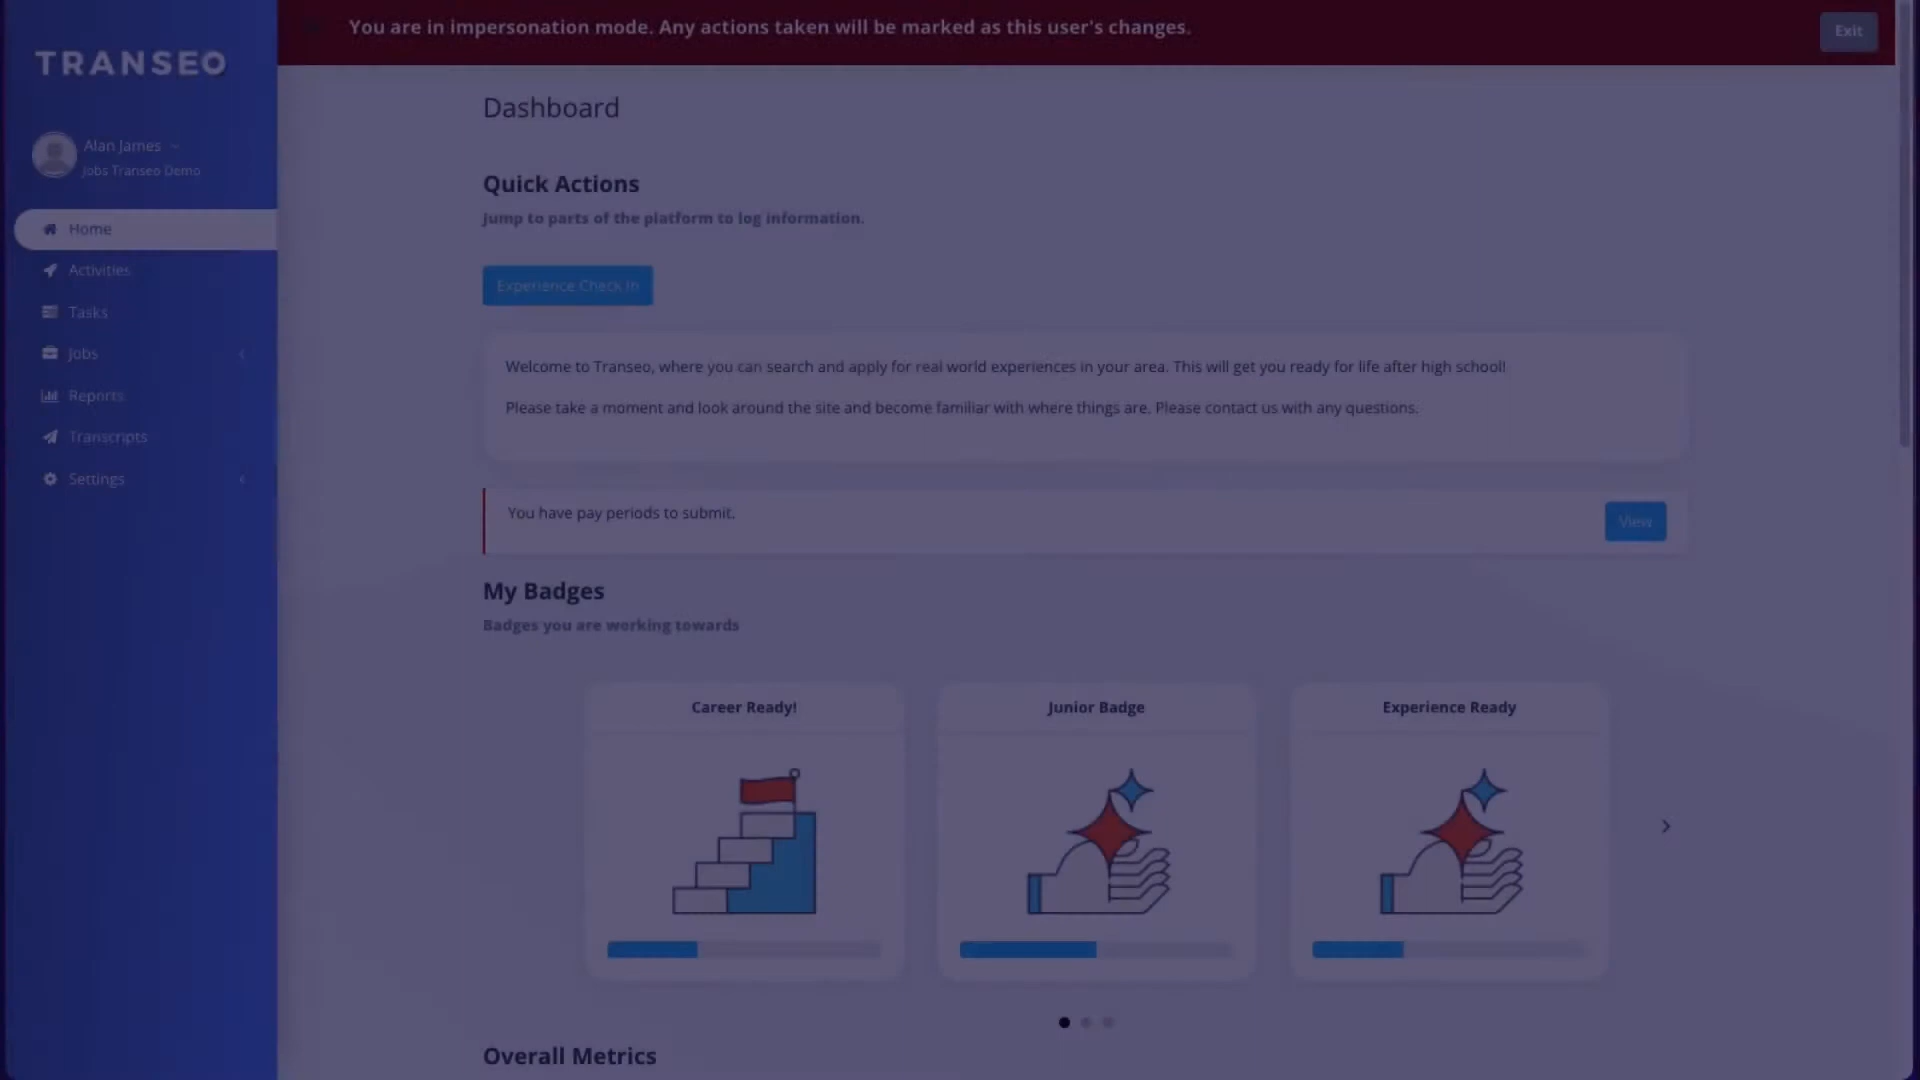 You are in impersonation mode. Any actions taken will be marked as this user's changes.
Exit
TRANSEO
Alan James
Jobs Transeo Demo
Home
Activities
Tasks
Jobs
Reports
Transcripts
Settings
Dashboard
Quick Actions
Jump to parts of the platform to log information.
Experience Check In
Welcome to Transeo, where you can search and apply for real world experiences in your area. This will get you ready for life after high school!
Please take a moment and look around the site and become familiar with where things are. Please contact us with any questions.
You have pay periods to submit.
View
My Badges
Badges you are working towards
Career Ready!
Junior Badge
Experience Ready
Overall Metrics